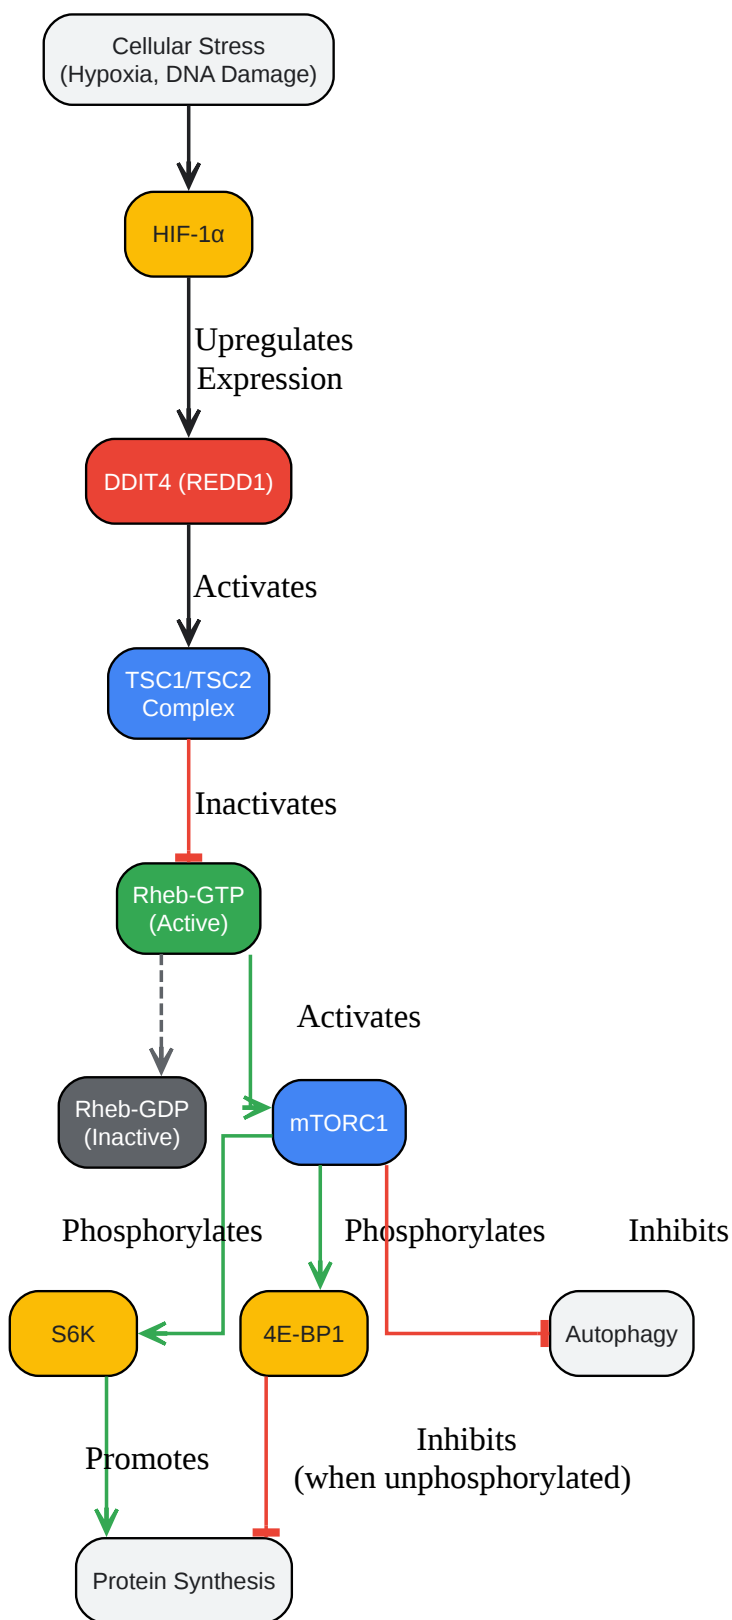 Cellular Stress
(Hypoxia, DNA Damage)
HIF-1α
Upregulates
Expression
DDIT4 (REDD1)
Activates
TSC1/TSC2
Complex
Inactivates
Rheb-GTP
(Active)
Activates
Rheb-GDP
(Inactive)
mTORC1
Phosphorylates
Phosphorylates
Inhibits
S6K
4E-BP1
Autophagy
Promotes
Inhibits
(when unphosphorylated)
Protein Synthesis